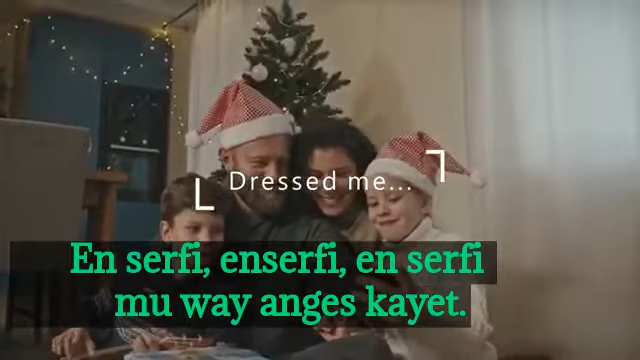 Dressed me...
En serfi, enserfi, en serfi
mu way anges kayet.